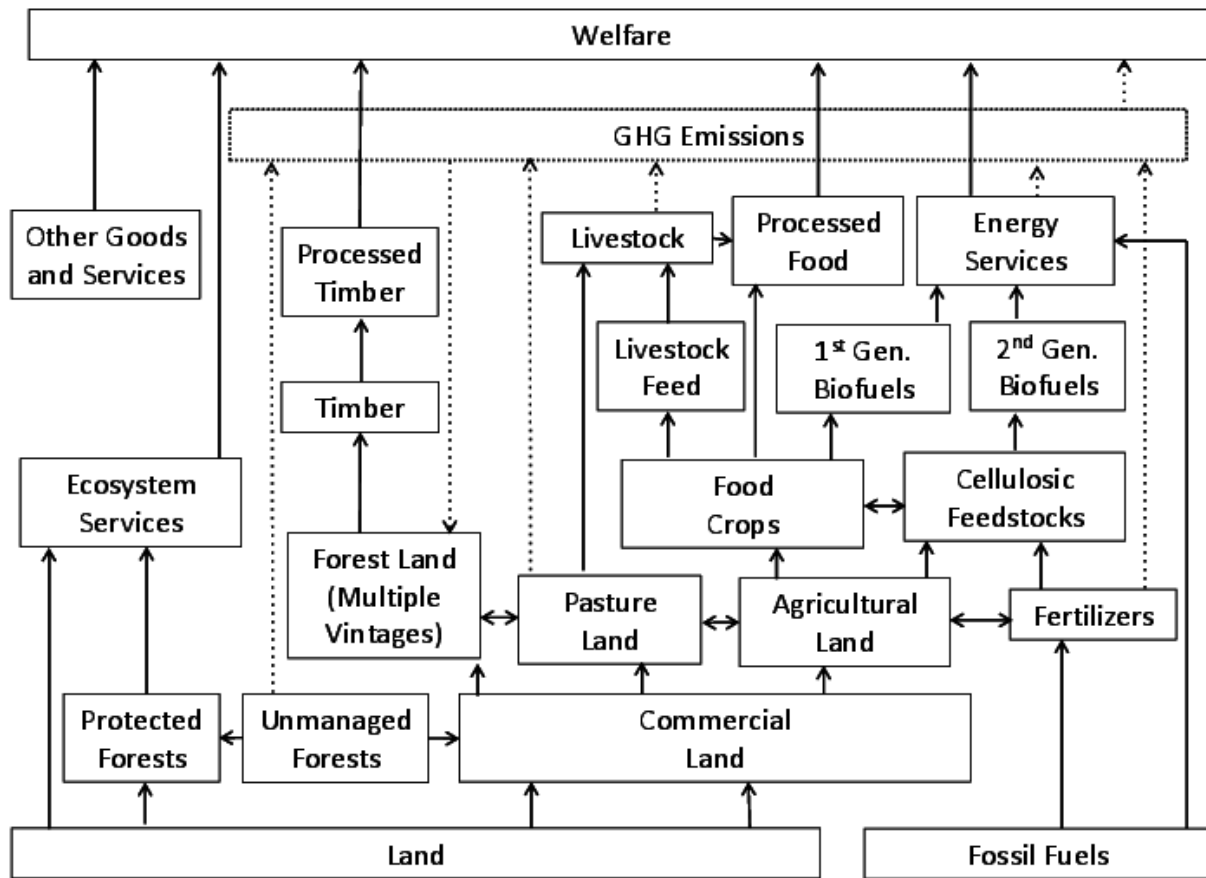 Welfare
GHG Emissions
Other Goods
and Services
Processed
Timber
Livestock
Processed
Food
Energy
Services
Livestock
Feed
1st Gen.
Biofuels
2nd Gen.
Biofuels
Timber
Ecosystem
Services
Food
Crops
Cellulosic
Feedstocks
Forest Land
(Multiple
Vintages)
Pasture
Land
Agricultural
Land
Fertilizers
Protected
Forests
Unmanaged
Forests
Commercial
Land
Land
Fossil Fuels